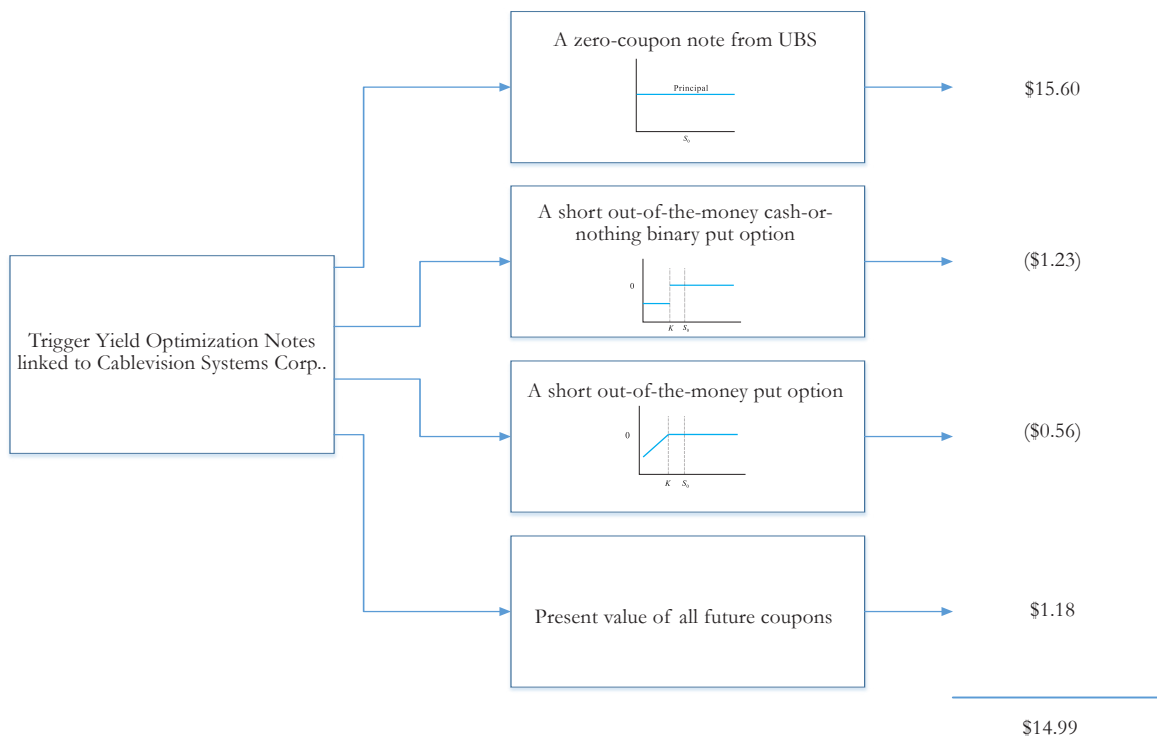 A zero-coupon note from UBS
Principal
S₀
$15.60
A short out-of-the-money cash-or-
nothing binary put option
0
K S₀
($1.23)
Trigger Yield Optimization Notes
linked to Cablevision Systems Corp..
A short out-of-the-money put option
0
K S₀
($0.56)
Present value of all future coupons
$1.18
$14.99